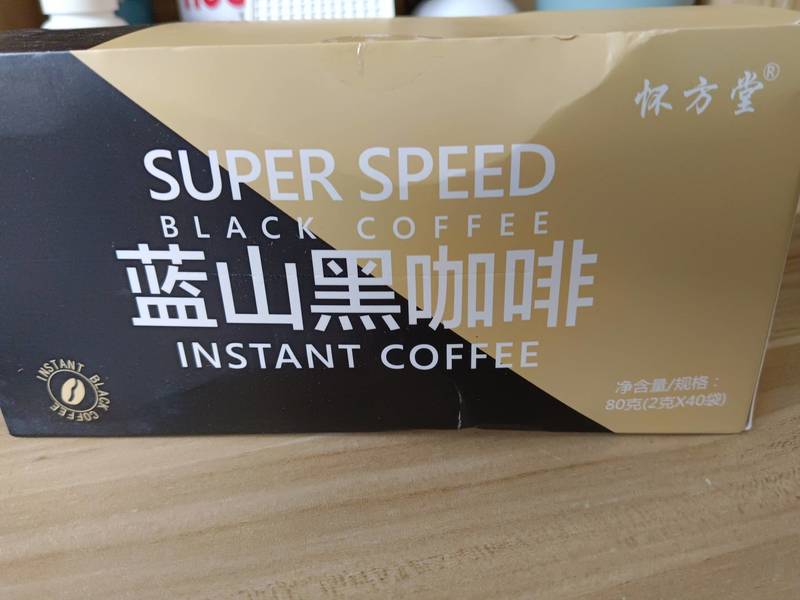 怀方堂®
SUPER SPEED
BLACK COFFEE
蓝山黑咖啡
INSTANT COFFEE
INSTANT BLACK COFFEE
净含量/规格：
80克(2克X40袋)